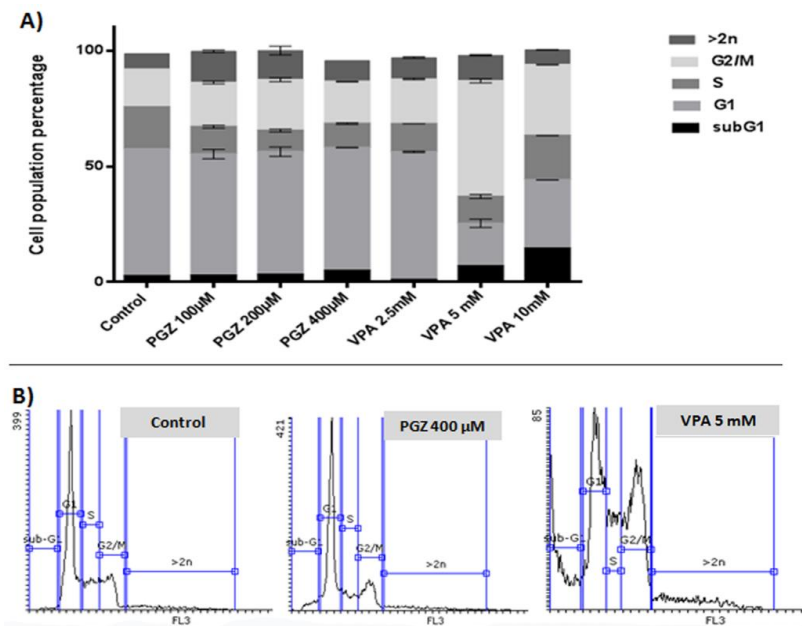 A)
Cell population percentage
100
50
0
Control
PGZ 100µM
PGZ 200µM
PGZ 400µM
VPA 2.5mM
VPA 5 mM
VPA 10mM
>2n
G2/M
S
G1
subG1
B)
399
Control
G1
S
sub-G1
G2/M
>2n
FL3
421
PGZ 400 µM
G1
S
sub-G1
G2/M
>2n
FL3
85
VPA 5 mM
G1
sub-G1
G2/M
S
>2n
FL3